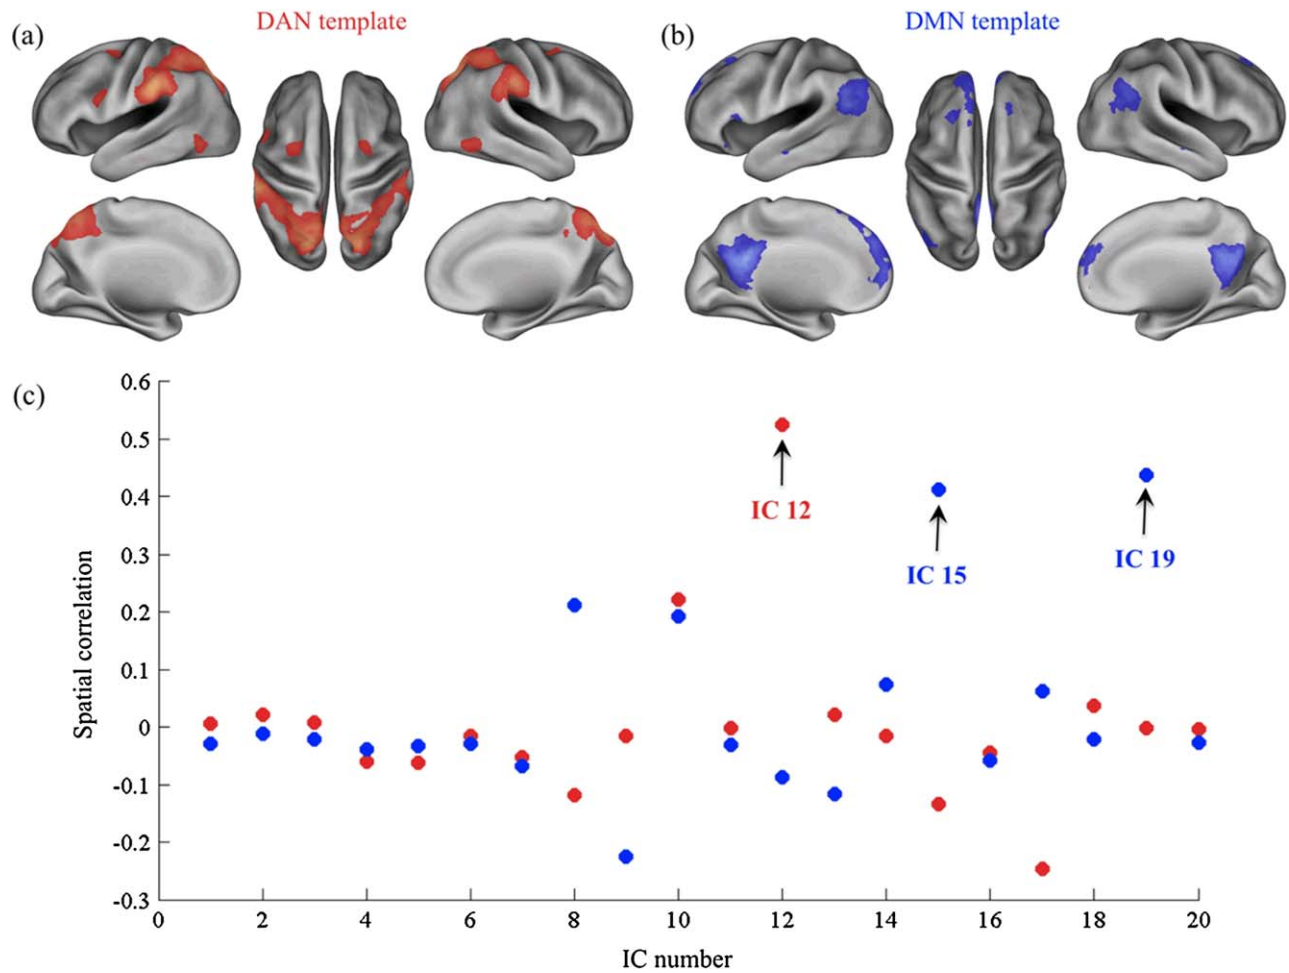 (a)
DAN template
(b)
DMN template
(c)
Spatial correlation
0.6
0.5
0.4
0.3
0.2
0.1
0
-0.1
-0.2
-0.3
IC 12
IC 15
IC 19
0 2 4 6 8 10 12 14 16 18 20
IC number